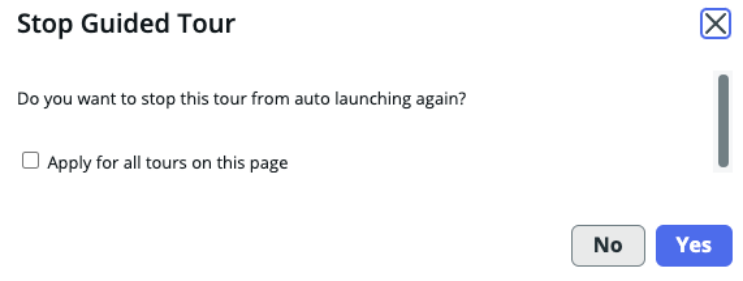 Stop Guided Tour
Do you want to stop this tour from auto launching again?
Apply for all tours on this page
No Yes